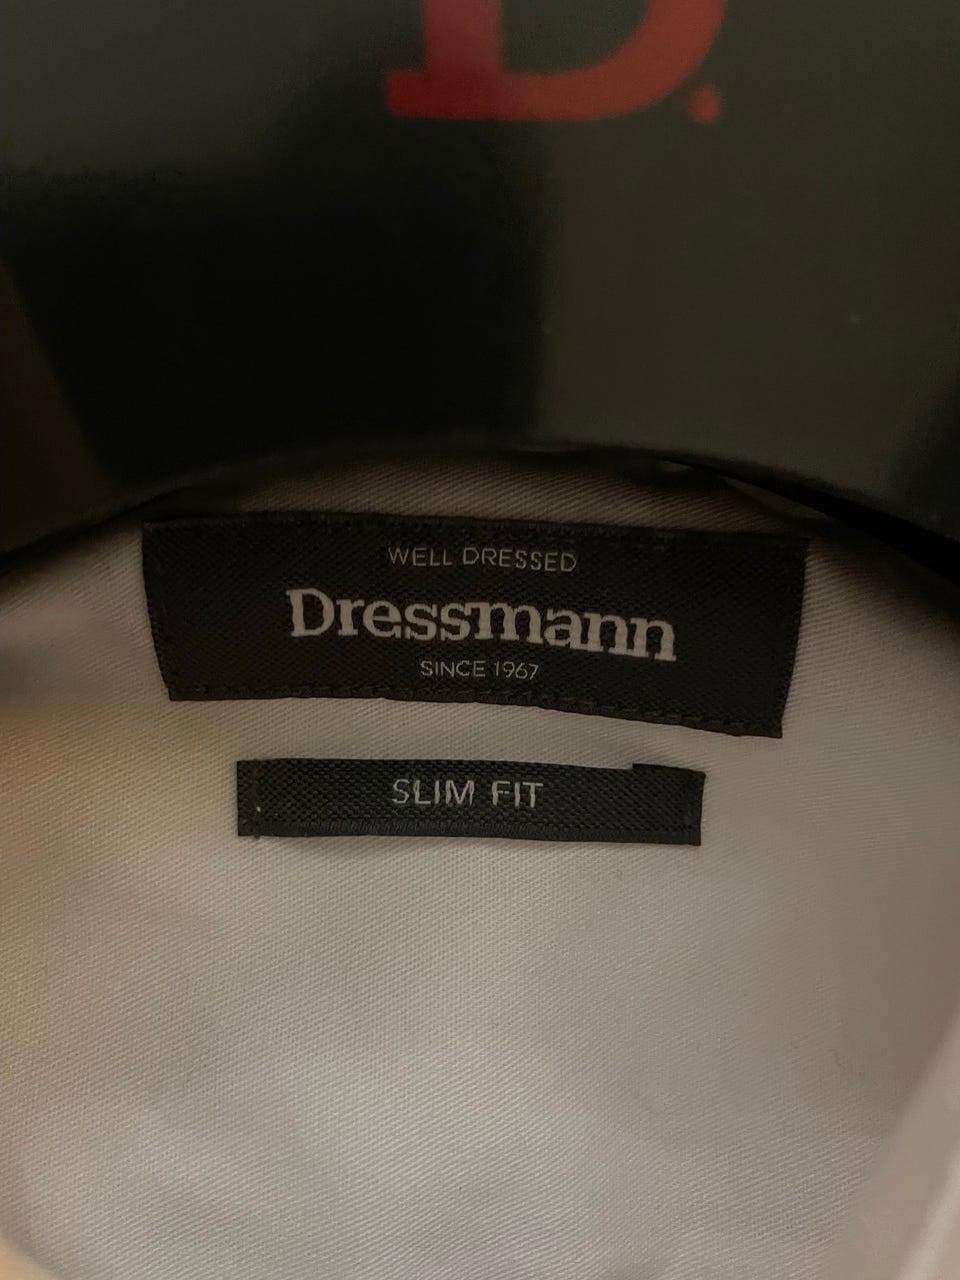 D.
WELL DRESSED
Dressmann
SINCE 1967
SLIM FIT